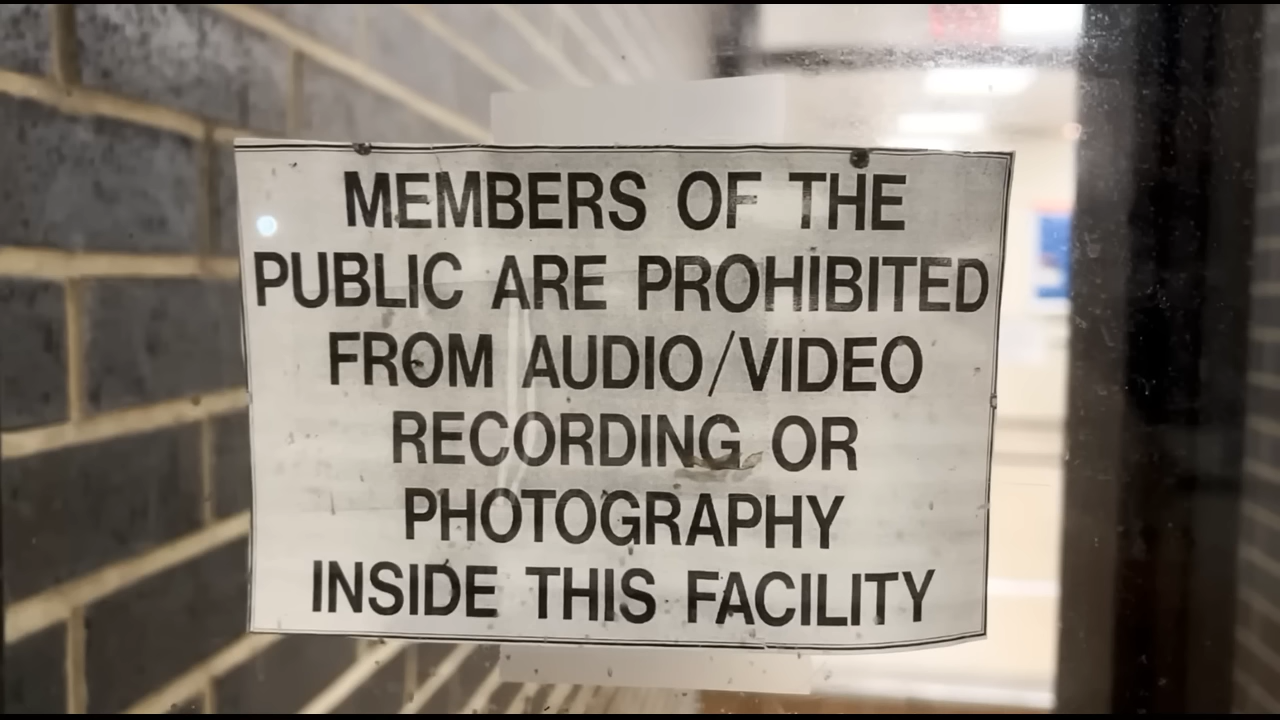 MEMBERS OF THE
PUBLIC ARE PROHIBITED
FROM AUDIO/VIDEO
RECORDING OR
PHOTOGRAPHY
INSIDE THIS FACILITY